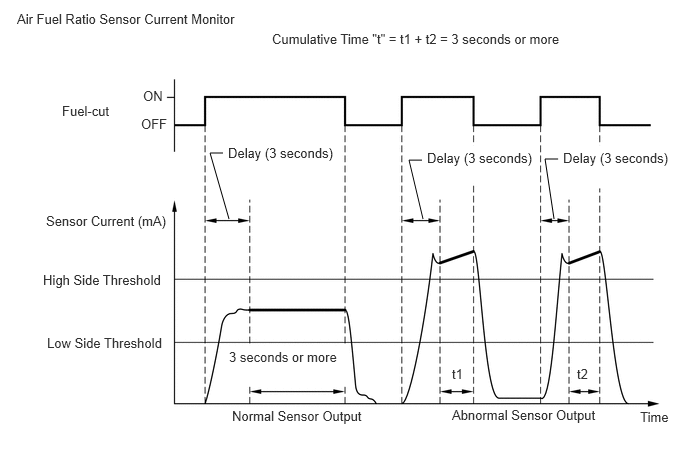 Air Fuel Ratio Sensor Current Monitor
Cumulative Time "t" = t1 + t2 = 3 seconds or more
ON
Fuel-cut
OFF
Delay (3 seconds)
Delay (3 seconds)
Delay (3 seconds)
Sensor Current (mA)
High Side Threshold
Low Side Threshold
3 seconds or more
t1
t2
Normal Sensor Output
Abnormal Sensor Output
Time